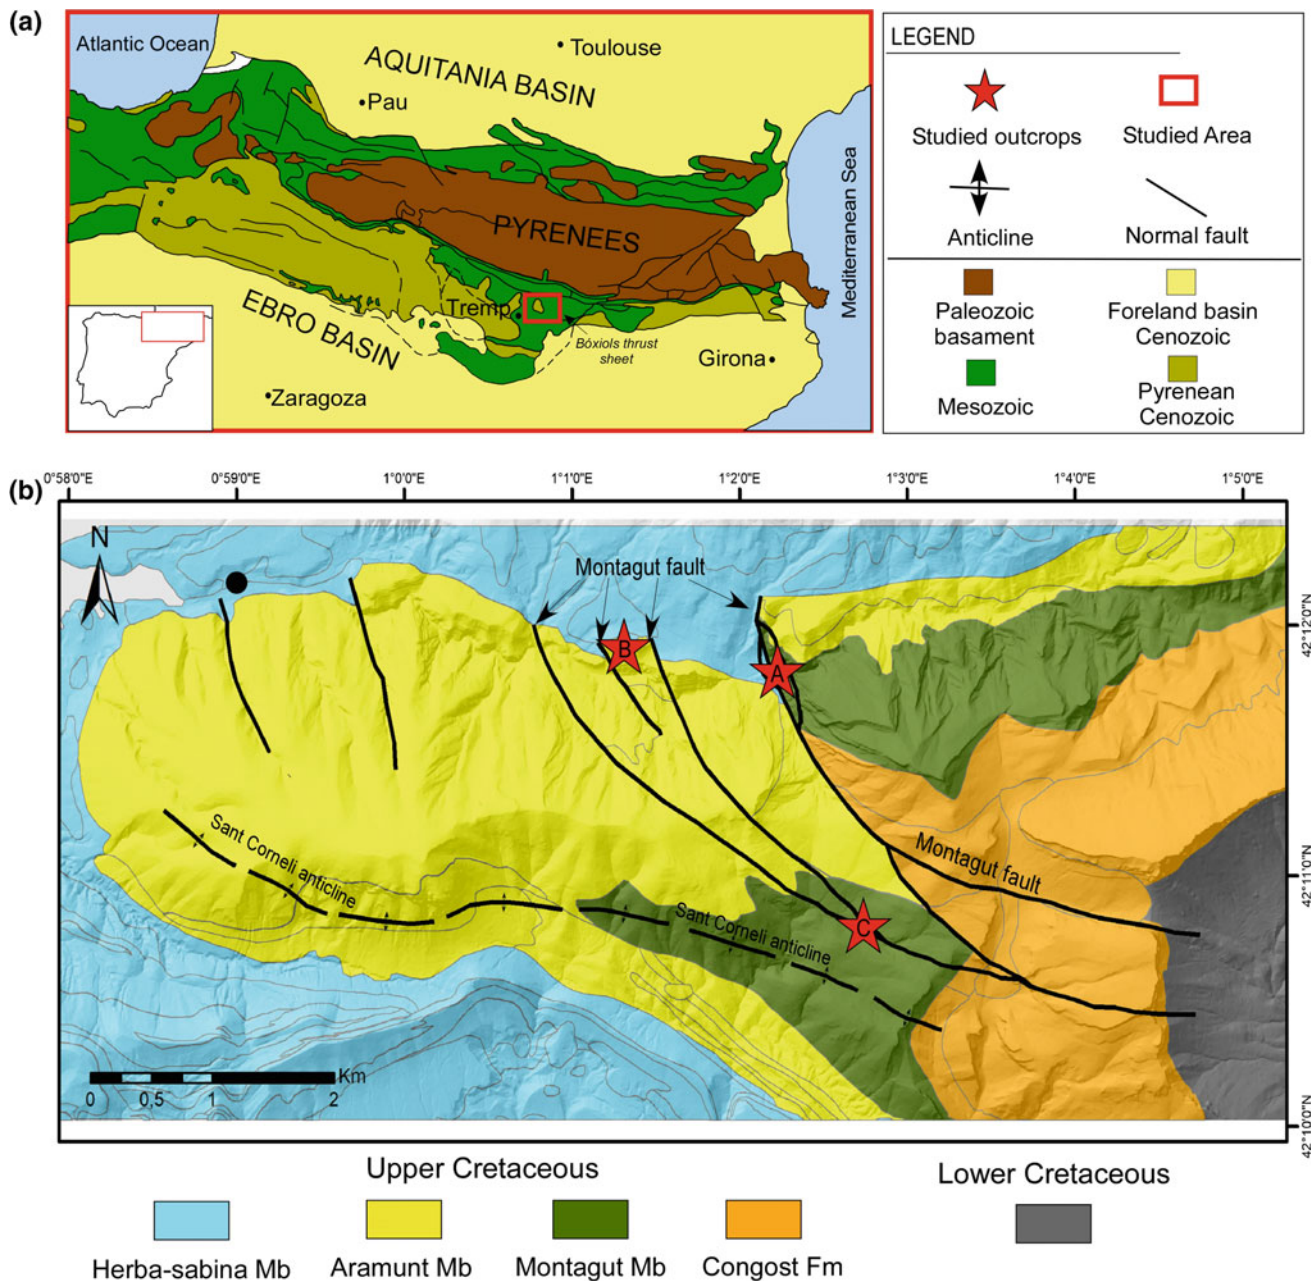 (a)
Atlantic Ocean
AQUITANIA BASIN
Toulouse
Pau
PYRENEES
Mediterranean Sea
EBRO BASIN
Tremp
Bóxiols thrust
sheet
Girona
Zaragoza
LEGEND
Studied outcrops
Studied Area
Anticline
Normal fault
Paleozoic
basament
Foreland basin
Cenozoic
Mesozoic
Pyrenean
Cenozoic
(b)
0°58'0"E
0°59'0"E
1°0'0"E
1°1'0"E
1°2'0"E
1°3'0"E
1°4'0"E
1°5'0"E
N
Montagut fault
B
A
42°12'0"N
Sant Corneli anticline
Montagut fault
42°11'0"N
Sant Corneli anticline
C
Km
0 0,5 1 2
42°10'0"N
Upper Cretaceous
Lower Cretaceous
Herba-sabina Mb
Aramunt Mb
Montagut Mb
Congost Fm